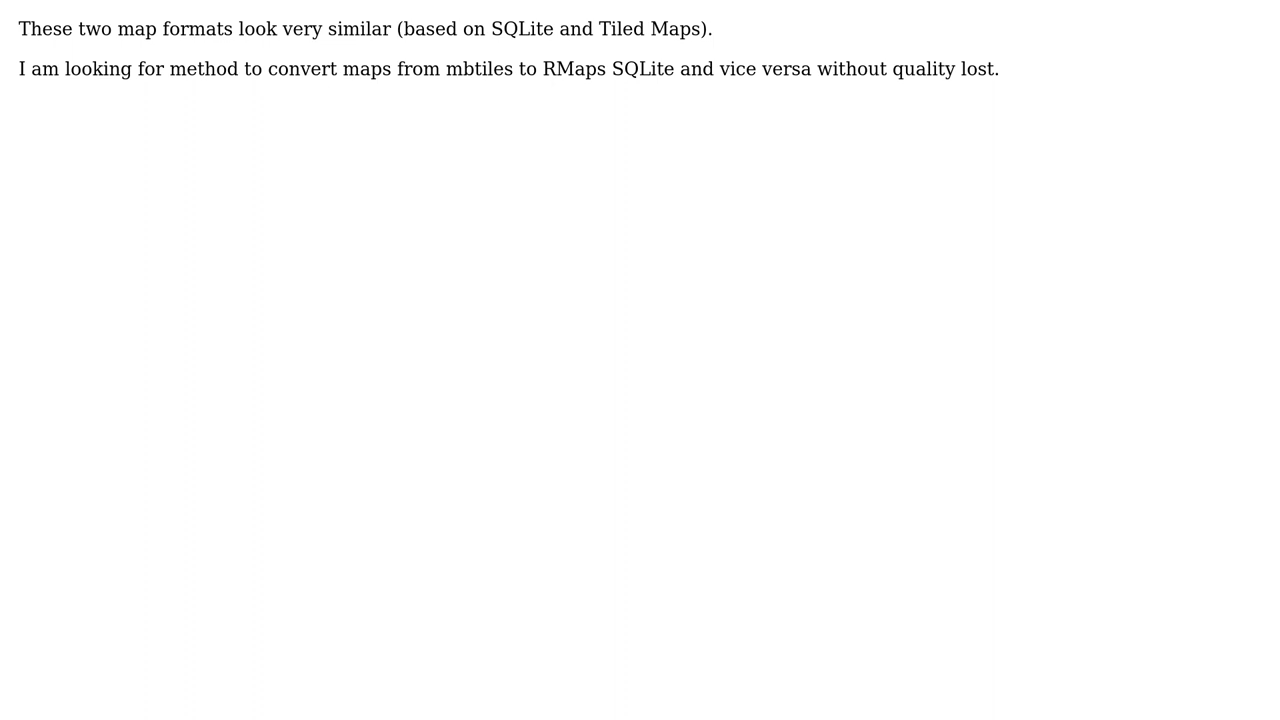 These two map formats look very similar (based on SQLite and Tiled Maps).
I am looking for method to convert maps from mbtiles to RMaps SQLite and vice versa without quality lost.